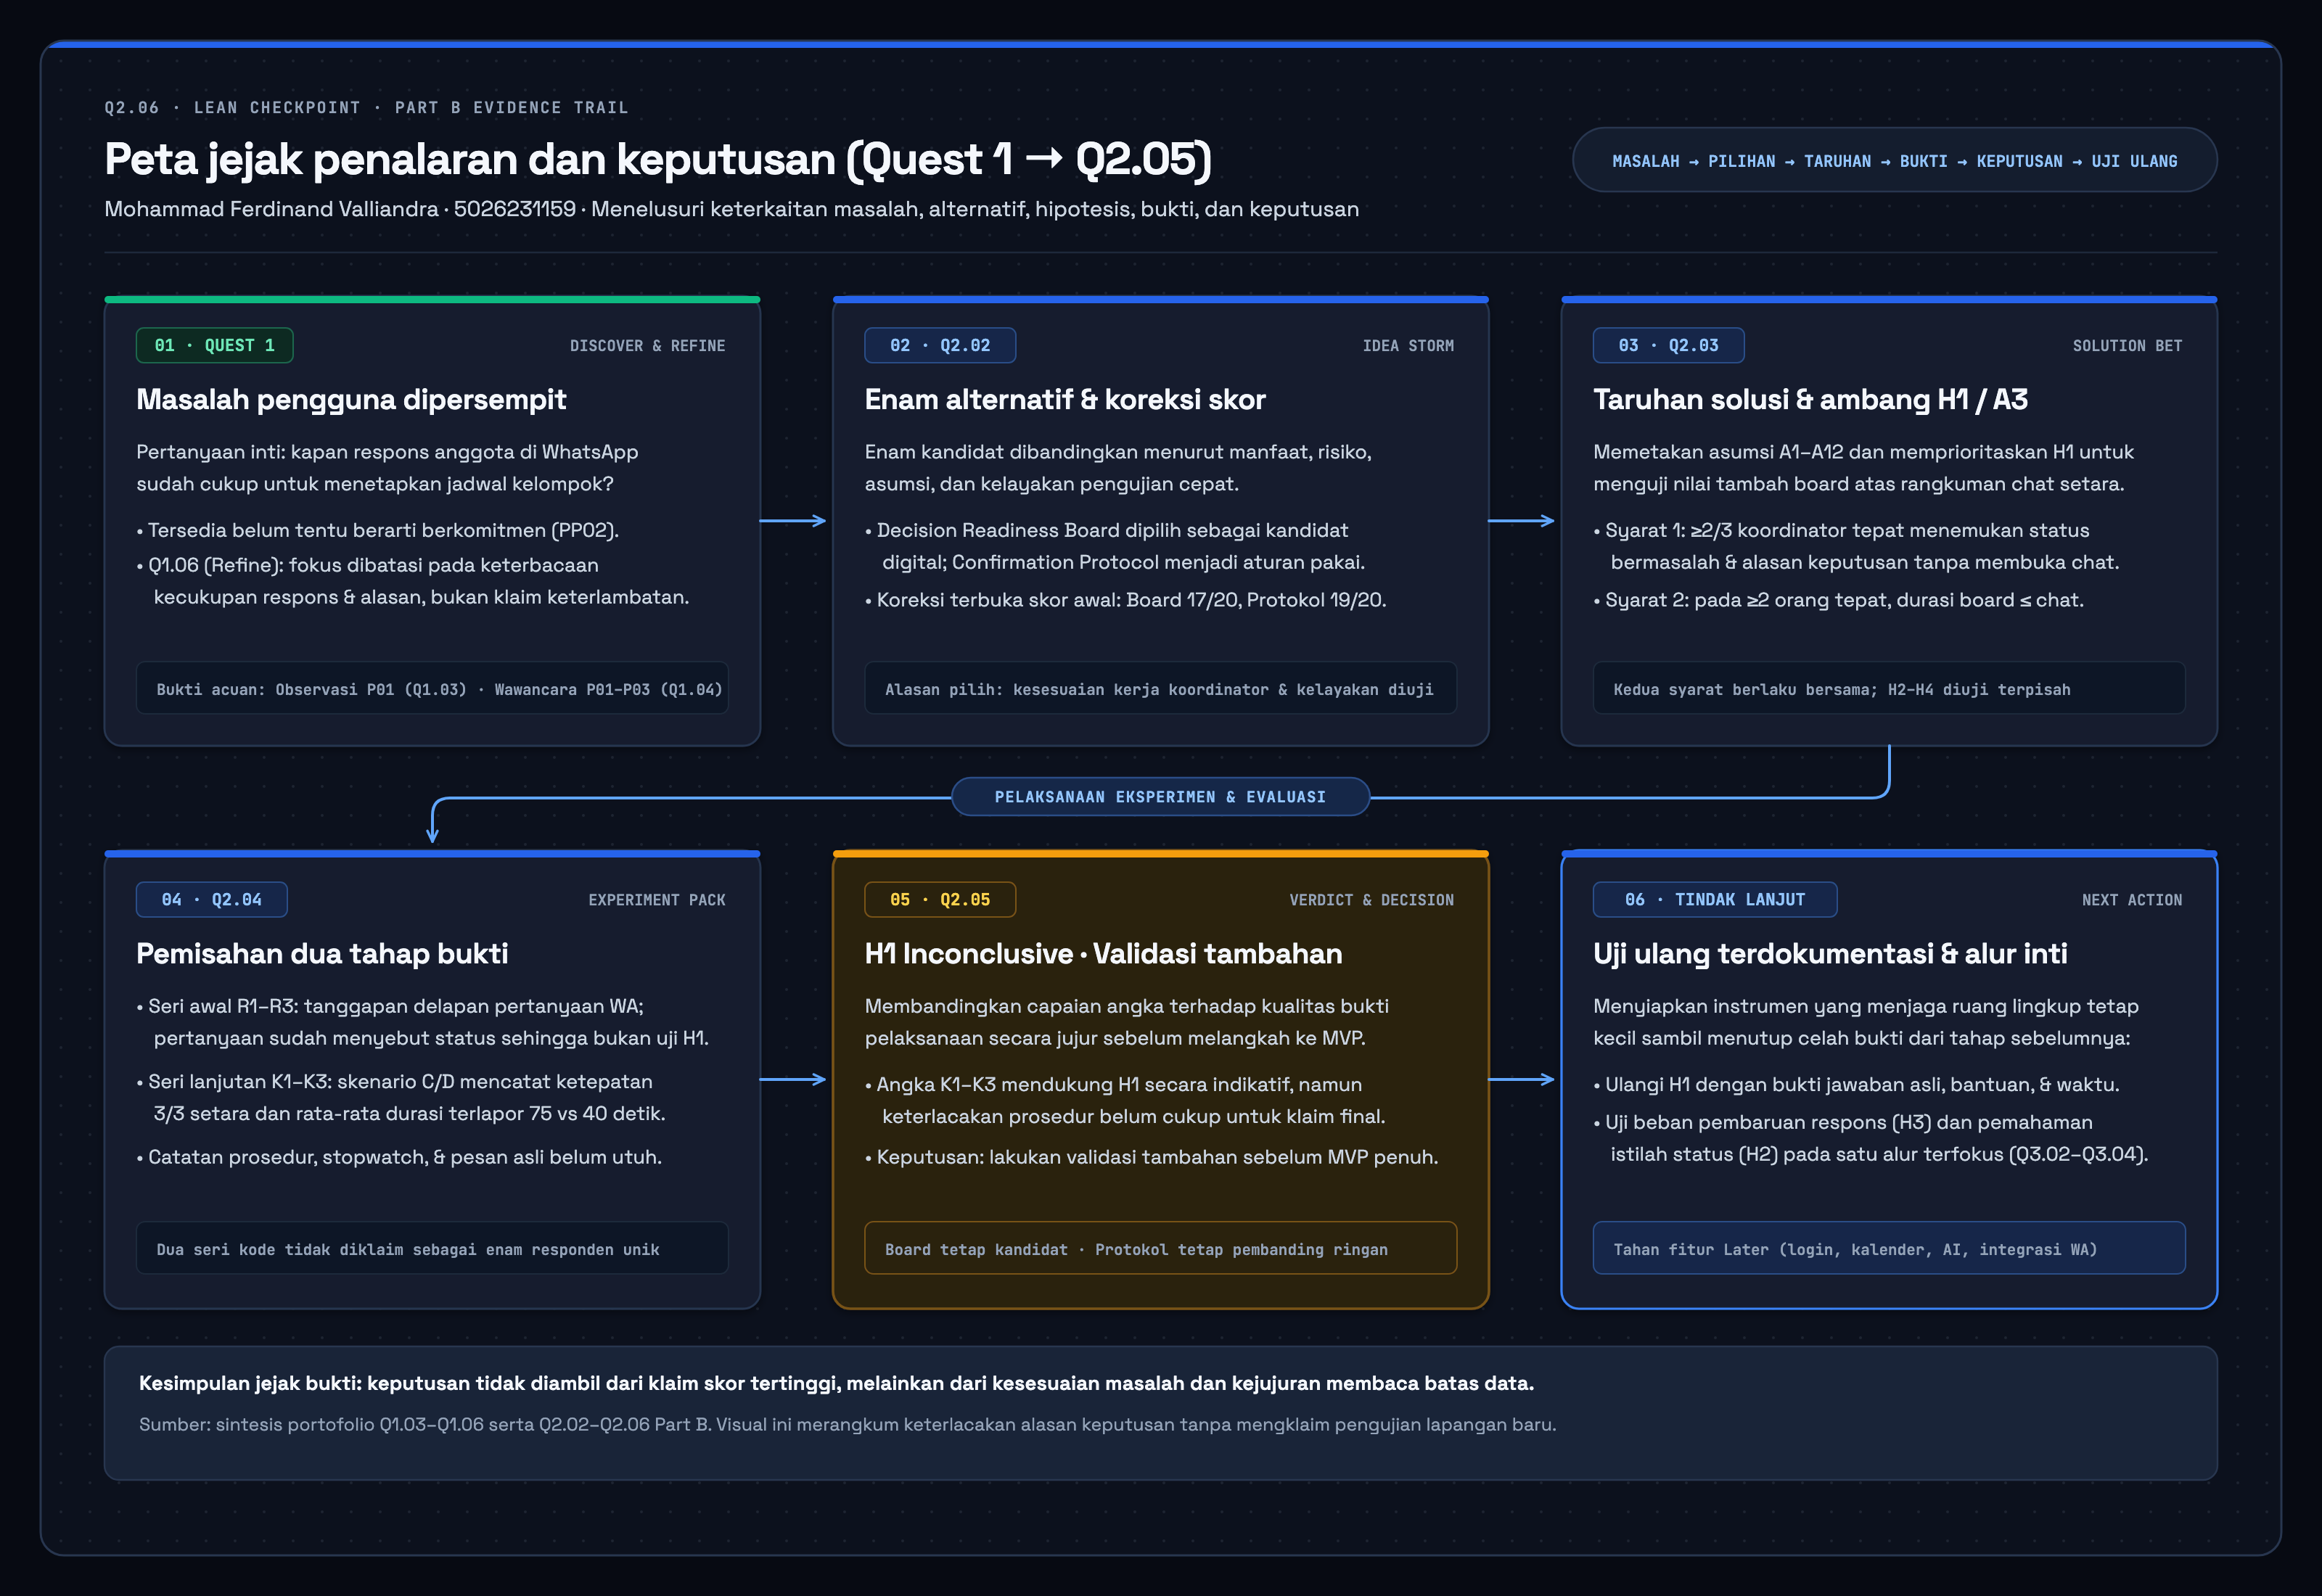 Q2.06 · LEAN CHECKPOINT · PART B EVIDENCE TRAIL
Peta jejak penalaran dan keputusan (Quest 1 → Q2.05)
Mohammad Ferdinand Valliandra · 5026231159 · Menelusuri keterkaitan masalah, alternatif, hipotesis, bukti, dan keputusan
MASALAH → PILIHAN → TARUHAN → BUKTI → KEPUTUSAN → UJI ULANG
01 · QUEST 1
DISCOVER & REFINE
Masalah pengguna dipersempit
Pertanyaan inti: kapan respons anggota di WhatsApp
sudah cukup untuk menetapkan jadwal kelompok?
• Tersedia belum tentu berarti berkomitmen (PP02).
• Q1.06 (Refine): fokus dibatasi pada keterbacaan
kecukupan respons & alasan, bukan klaim keterlambatan.
Bukti acuan: Observasi P01 (Q1.03) · Wawancara P01–P03 (Q1.04)
02 · Q2.02
IDEA STORM
Enam alternatif & koreksi skor
Enam kandidat dibandingkan menurut manfaat, risiko,
asumsi, dan kelayakan pengujian cepat.
• Decision Readiness Board dipilih sebagai kandidat
digital; Confirmation Protocol menjadi aturan pakai.
• Koreksi terbuka skor awal: Board 17/20, Protokol 19/20.
Alasan pilih: kesesuaian kerja koordinator & kelayakan diuji
03 · Q2.03
SOLUTION BET
Taruhan solusi & ambang H1 / A3
Memetakan asumsi A1–A12 dan memprioritaskan H1 untuk
menguji nilai tambah board atas rangkuman chat setara.
• Syarat 1: ≥2/3 koordinator tepat menemukan status
bermasalah & alasan keputusan tanpa membuka chat.
• Syarat 2: pada ≥2 orang tepat, durasi board ≤ chat.
Kedua syarat berlaku bersama; H2–H4 diuji terpisah
PELAKSANAAN EKSPERIMEN & EVALUASI
04 · Q2.04
EXPERIMENT PACK
Pemisahan dua tahap bukti
• Seri awal R1–R3: tanggapan delapan pertanyaan WA;
pertanyaan sudah menyebut status sehingga bukan uji H1.
• Seri lanjutan K1–K3: skenario C/D mencatat ketepatan
3/3 setara dan rata-rata durasi terlapor 75 vs 40 detik.
• Catatan prosedur, stopwatch, & pesan asli belum utuh.
Dua seri kode tidak diklaim sebagai enam responden unik
05 · Q2.05
VERDICT & DECISION
H1 Inconclusive · Validasi tambahan
Membandingkan capaian angka terhadap kualitas bukti
pelaksanaan secara jujur sebelum melangkah ke MVP.
• Angka K1–K3 mendukung H1 secara indikatif, namun
keterlacakan prosedur belum cukup untuk klaim final.
• Keputusan: lakukan validasi tambahan sebelum MVP penuh.
Board tetap kandidat · Protokol tetap pembanding ringan
06 · TINDAK LANJUT
NEXT ACTION
Uji ulang terdokumentasi & alur inti
Menyiapkan instrumen yang menjaga ruang lingkup tetap
kecil sambil menutup celah bukti dari tahap sebelumnya:
• Ulangi H1 dengan bukti jawaban asli, bantuan, & waktu.
• Uji beban pembaruan respons (H3) dan pemahaman
istilah status (H2) pada satu alur terfokus (Q3.02–Q3.04).
Tahan fitur Later (login, kalender, AI, integrasi WA)
Kesimpulan jejak bukti: keputusan tidak diambil dari klaim skor tertinggi, melainkan dari kesesuaian masalah dan kejujuran membaca batas data.
Sumber: sintesis portofolio Q1.03–Q1.06 serta Q2.02–Q2.06 Part B. Visual ini merangkum keterlacakan alasan keputusan tanpa mengklaim pengujian lapangan baru.